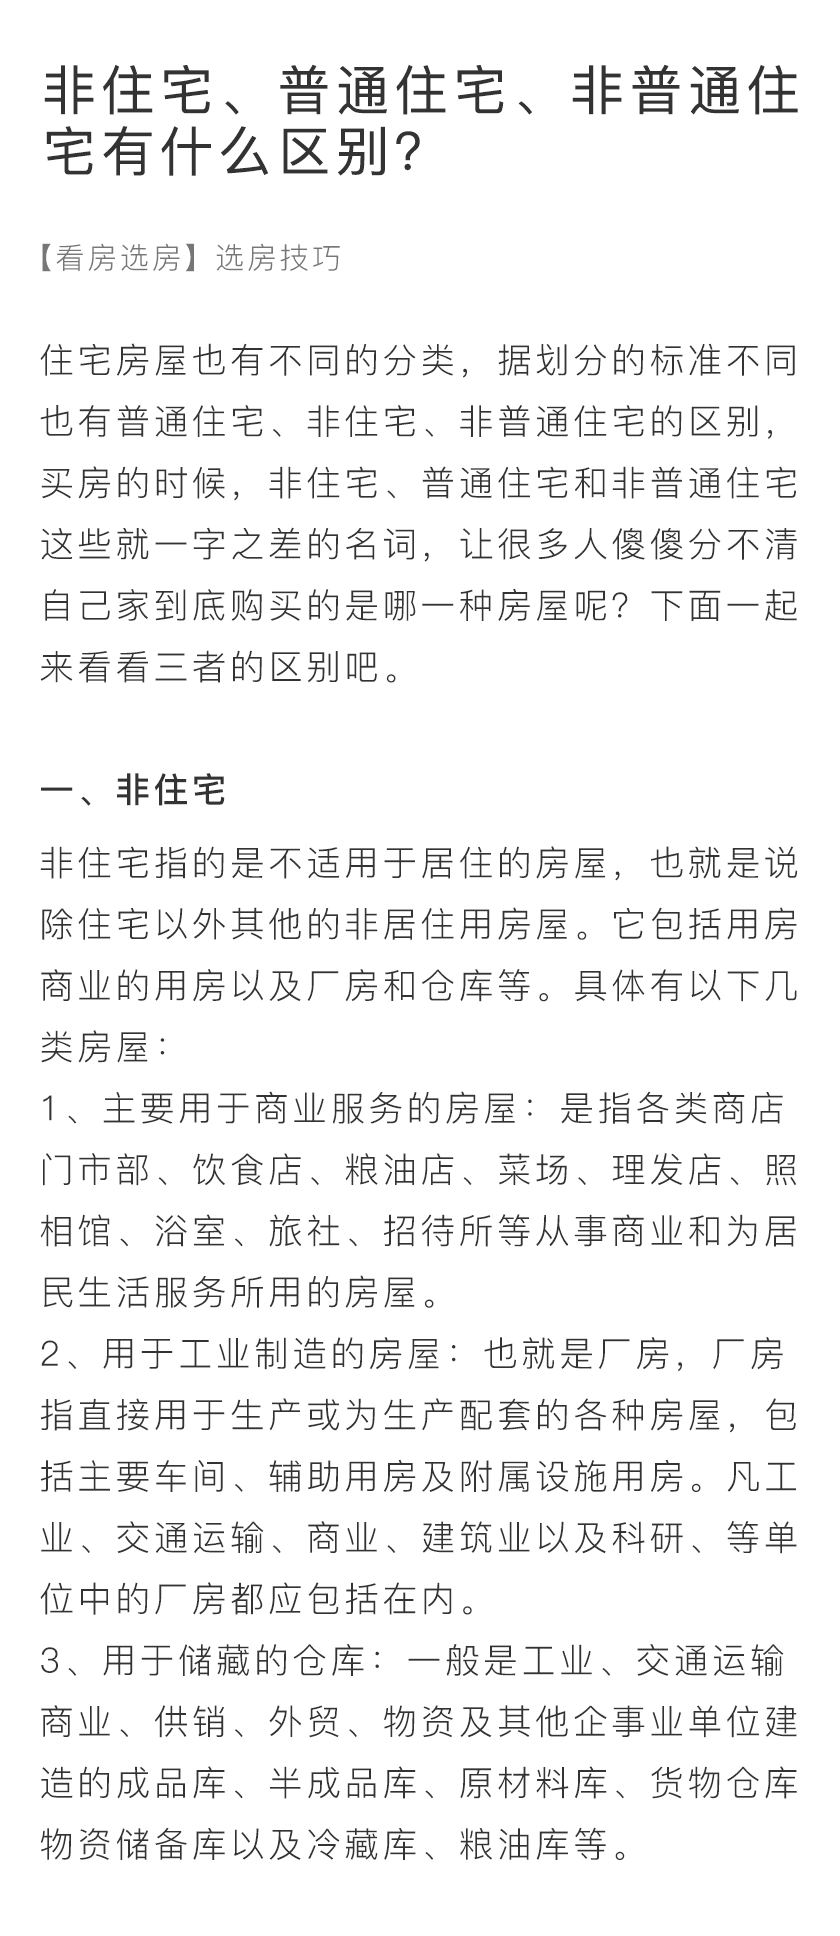 非住宅、普通住宅、非普通住
宅有什么区别？
【看房选房】选房技巧
住宅房屋也有不同的分类，据划分的标准不同
也有普通住宅、非住宅、非普通住宅的区别，
买房的时候，非住宅、普通住宅和非普通住宅
这些就一字之差的名词，让很多人傻傻分不清
自己家到底购买的是哪一种房屋呢？下面一起
来看看三者的区别吧。
一、非住宅
非住宅指的是不适用于居住的房屋，也就是说
除住宅以外其他的非居住用房屋。它包括用房
商业的用房以及厂房和仓库等。具体有以下几
类房屋：
1、主要用于商业服务的房屋：是指各类商店
门市部、饮食店、粮油店、菜场、理发店、照
相馆、浴室、旅社、招待所等从事商业和为居
民生活服务所用的房屋。
2、用于工业制造的房屋：也就是厂房，厂房
指直接用于生产或为生产配套的各种房屋，包
括主要车间、辅助用房及附属设施用房。凡工
业、交通运输、商业、建筑业以及科研、等单
位中的厂房都应包括在内。
3、用于储藏的仓库：一般是工业、交通运输
商业、供销、外贸、物资及其他企事业单位建
造的成品库、半成品库、原材料库、货物仓库
物资储备库以及冷藏库、粮油库等。